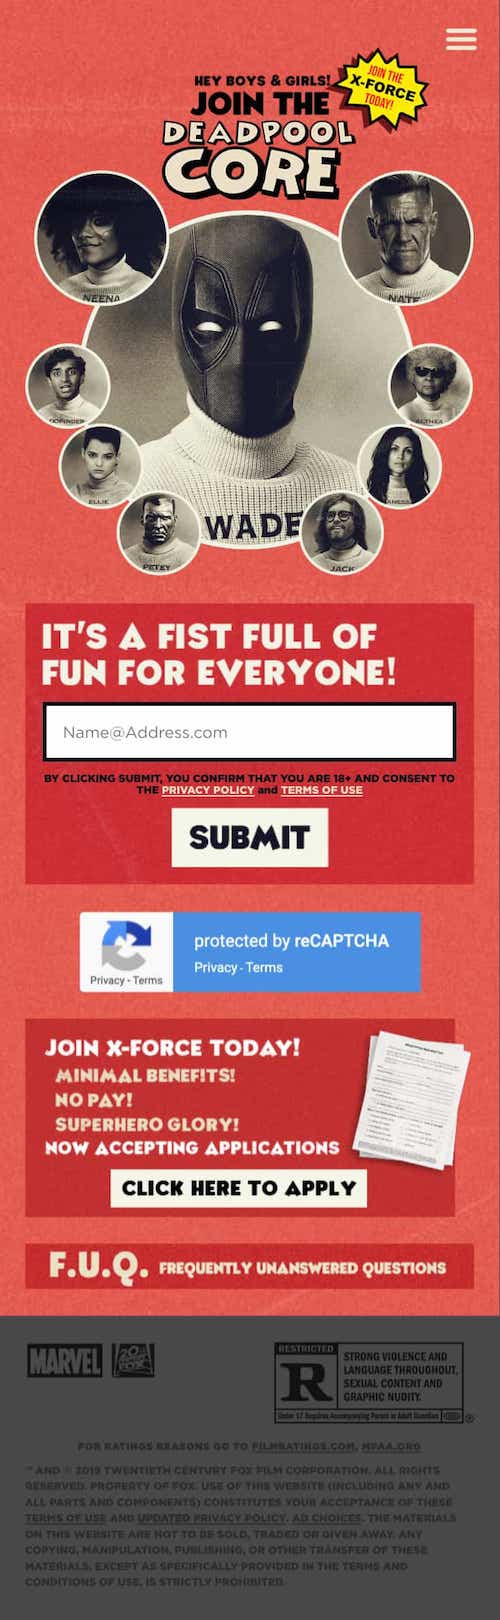 HEY BOYS & GIRLS!
JOIN THE
DEADPOOL
CORE
JOIN THE
X-FORCE
TODAY!
NEENA
NATE
DOPINDER
ALTHEA
ELLIE
VANESSA
PETEY
WADE
JACK
IT'S A FIST FULL OF
FUN FOR EVERYONE!
Name@Address.com
BY CLICKING SUBMIT, YOU CONFIRM THAT YOU ARE 18+ AND CONSENT TO
THE PRIVACY POLICY and TERMS OF USE
SUBMIT
protected by reCAPTCHA
Privacy - Terms
Privacy - Terms
JOIN X-FORCE TODAY!
MINIMAL BENEFITS!
NO PAY!
SUPERHERO GLORY!
NOW ACCEPTING APPLICATIONS
CLICK HERE TO APPLY
F.U.Q. FREQUENTLY UNANSWERED QUESTIONS
MARVEL
20
FOX
RESTRICTED
R
STRONG VIOLENCE AND
LANGUAGE THROUGHOUT,
SEXUAL CONTENT AND
GRAPHIC NUDITY.
Under 17 Requires Accompanying Parent or Adult Guardian
®
FOR RATINGS REASONS GO TO FILMRATINGS.COM, MPAA.ORG
™ AND © 2019 TWENTIETH CENTURY FOX FILM CORPORATION. ALL RIGHTS
RESERVED. PROPERTY OF FOX. USE OF THIS WEBSITE (INCLUDING ANY AND
ALL PARTS AND COMPONENTS) CONSTITUTES YOUR ACCEPTANCE OF THESE
TERMS OF USE AND UPDATED PRIVACY POLICY. AD CHOICES. THE MATERIALS
ON THIS WEBSITE ARE NOT TO BE SOLD, TRADED OR GIVEN AWAY. ANY
COPYING, MANIPULATION, PUBLISHING, OR OTHER TRANSFER OF THESE
MATERIALS, EXCEPT AS SPECIFICALLY PROVIDED IN THE TERMS AND
CONDITIONS OF USE, IS STRICTLY PROHIBITED.